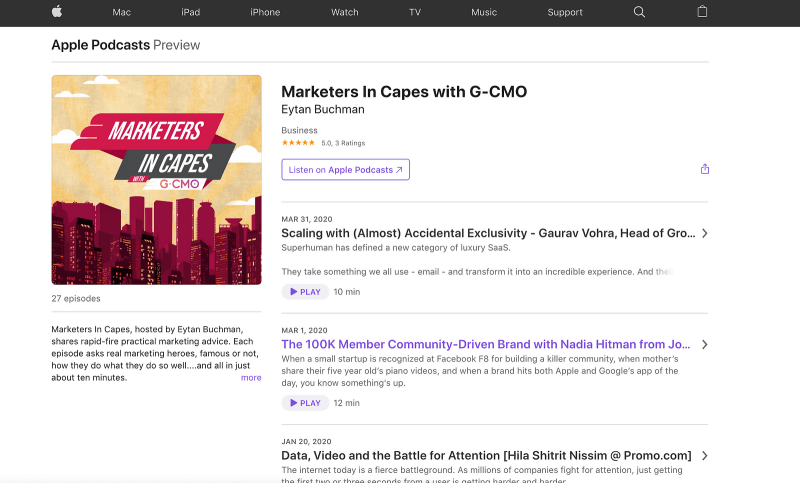 Mac iPad iPhone Watch TV Music Support
Apple Podcasts Preview
MARKETERS
IN CAPES
WITH G-CMO
27 episodes
Marketers In Capes, hosted by Eytan Buchman,
shares rapid-fire practical marketing advice. Each
episode asks real marketing heroes, famous or not,
how they do what they do so well....and all in just
about ten minutes. more
Marketers In Capes with G-CMO
Eytan Buchman
Business
★★★★★ 5.0, 3 Ratings
Listen on Apple Podcasts ↗
MAR 31, 2020
Scaling with (Almost) Accidental Exclusivity - Gaurav Vohra, Head of Gro...
Superhuman has defined a new category of luxury SaaS.
They take something we all use - email - and transform it into an incredible experience. And their
PLAY 10 min
MAR 1, 2020
The 100K Member Community-Driven Brand with Nadia Hitman from Jo...
When a small startup is recognized at Facebook F8 for building a killer community, when mother's
share their five year old's piano videos, and when a brand hits both Apple and Google's app of the
day, you know something's up.
PLAY 12 min
JAN 20, 2020
Data, Video and the Battle for Attention [Hila Shitrit Nissim @ Promo.com]
The internet today is a fierce battleground. As millions of companies fight for attention, just getting
the first two or three seconds from a user is getting harder and harder.